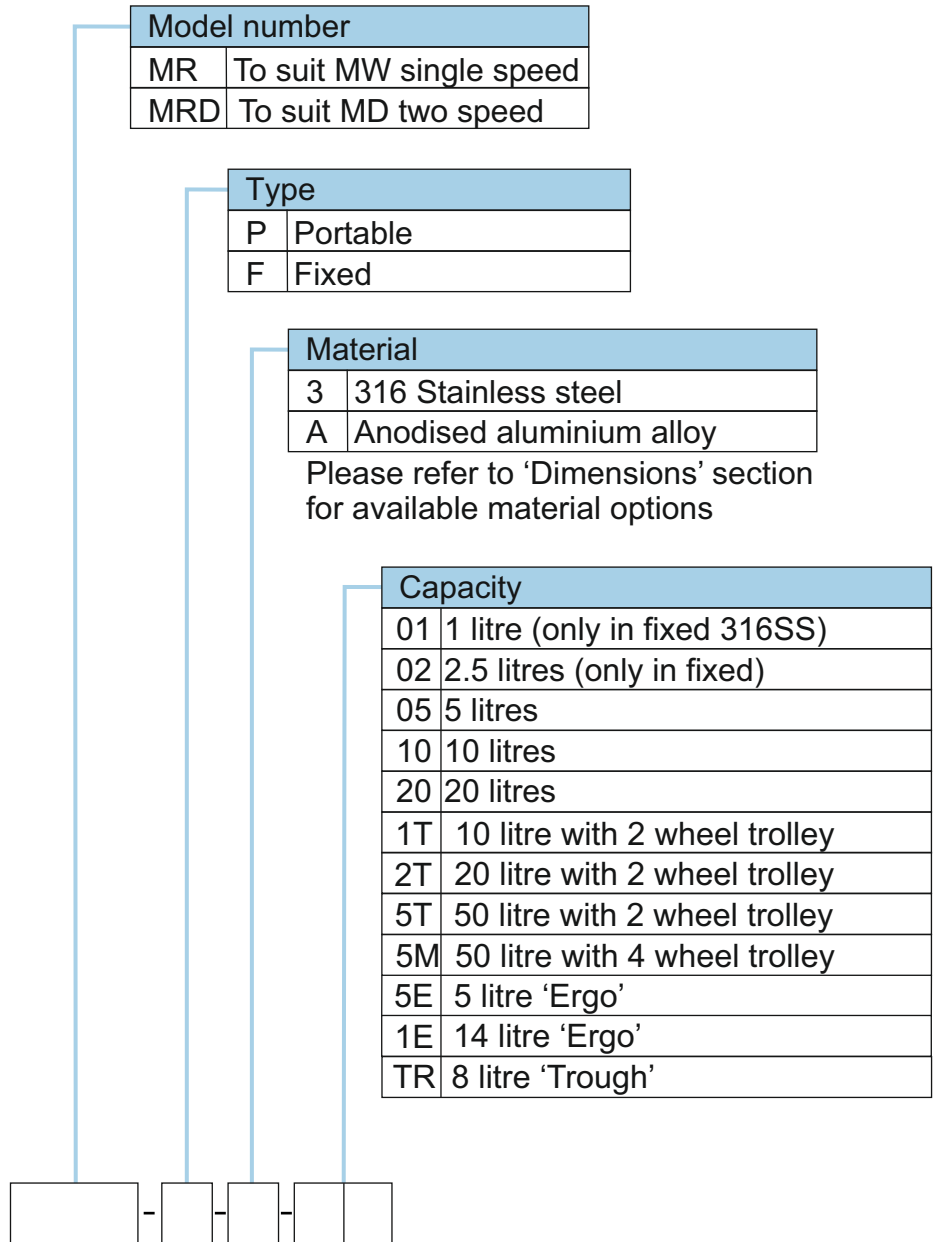 Model number
MR To suit MW single speed
MRD To suit MD two speed
Type
P Portable
F Fixed
Material
3 316 Stainless steel
A Anodised aluminium alloy
Please refer to ‘Dimensions’ section
for available material options
Capacity
01 1 litre (only in fixed 316SS)
02 2.5 litres (only in fixed)
05 5 litres
10 10 litres
20 20 litres
1T 10 litre with 2 wheel trolley
2T 20 litre with 2 wheel trolley
5T 50 litre with 2 wheel trolley
5M 50 litre with 4 wheel trolley
5E 5 litre ‘Ergo’
1E 14 litre ‘Ergo’
TR 8 litre ‘Trough’
- - -